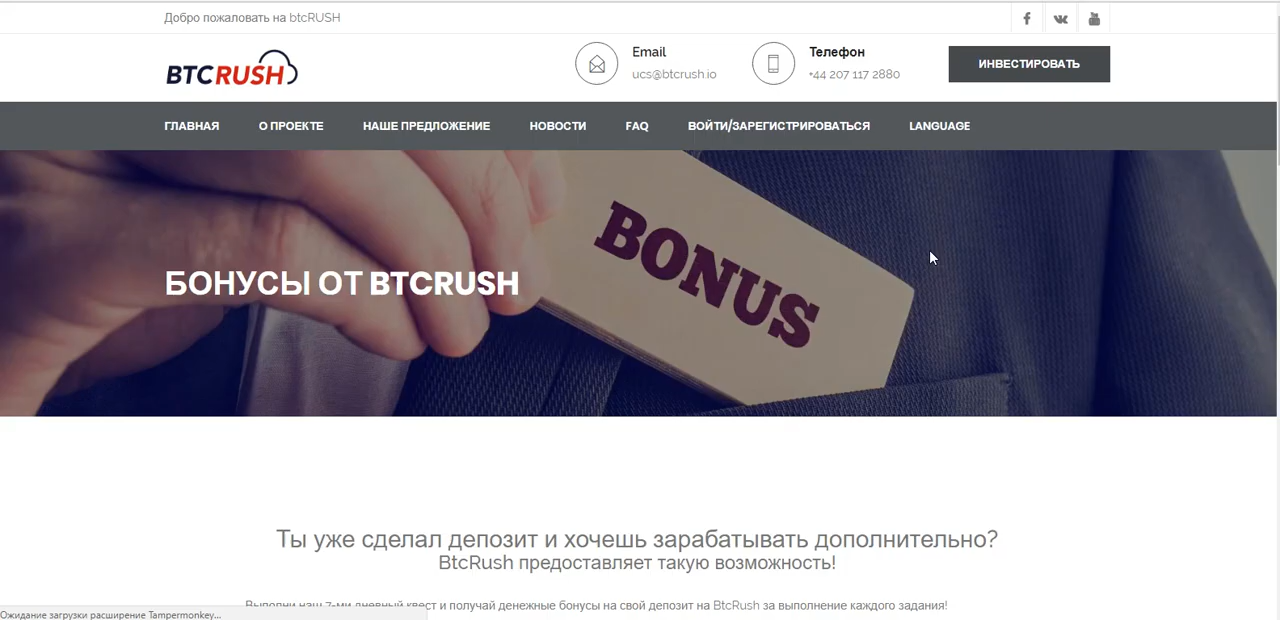 Добро пожаловать на btcRUSH
BTCRUSH
Email
ucs@btcrush.io
Телефон
+44 207 117 2880
ИНВЕСТИРОВАТЬ
ГЛАВНАЯ О ПРОЕКТЕ НАШЕ ПРЕДЛОЖЕНИЕ НОВОСТИ FAQ ВОЙТИ/ЗАРЕГИСТРИРОВАТЬСЯ LANGUAGE
BONUS
БОНУСЫ ОТ BTCRUSH
Ты уже сделал депозит и хочешь зарабатывать дополнительно?
BtcRush предоставляет такую возможность!
Выполни наш 7-ми дневный квест и получай денежные бонусы на свой депозит на BtcRush за выполнение каждого задания!
Ожидание загрузки расширение Tampermonkey...